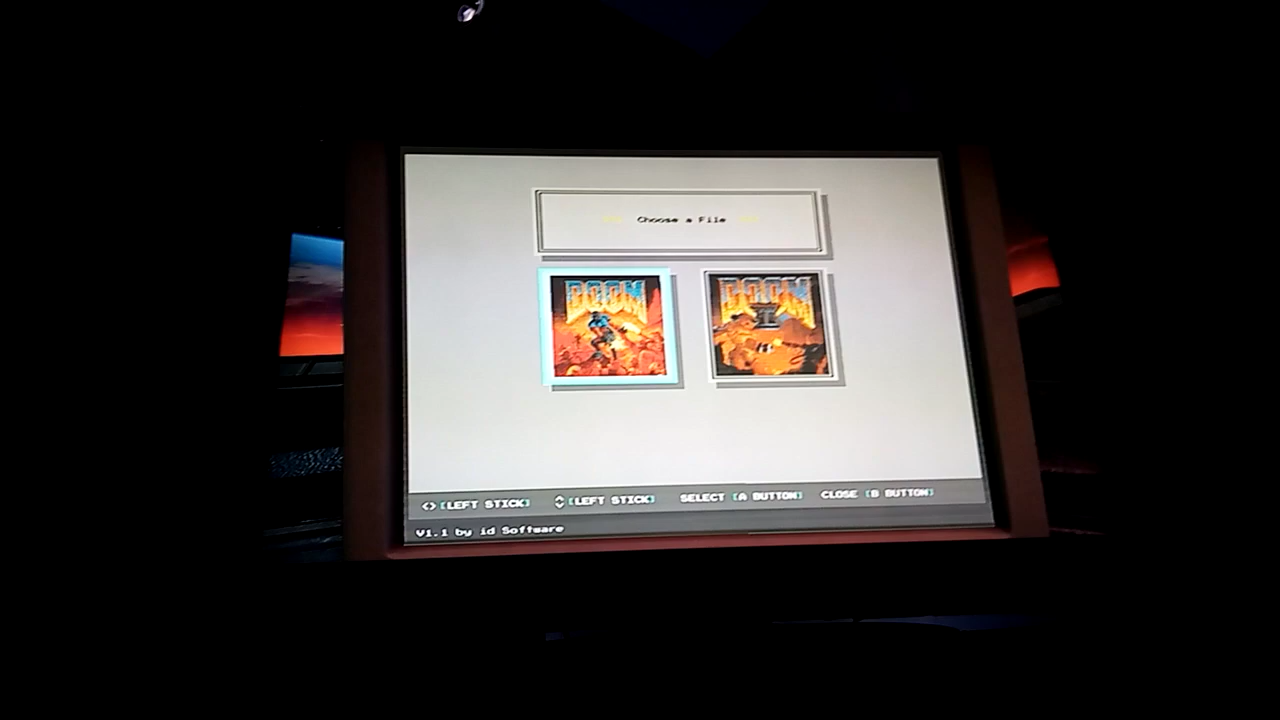 Choose a File
DOOM
DOOM
II
<>[LEFT STICK] [LEFT STICK] SELECT [A BUTTON] CLOSE [B BUTTON]
V1.1 by id Software